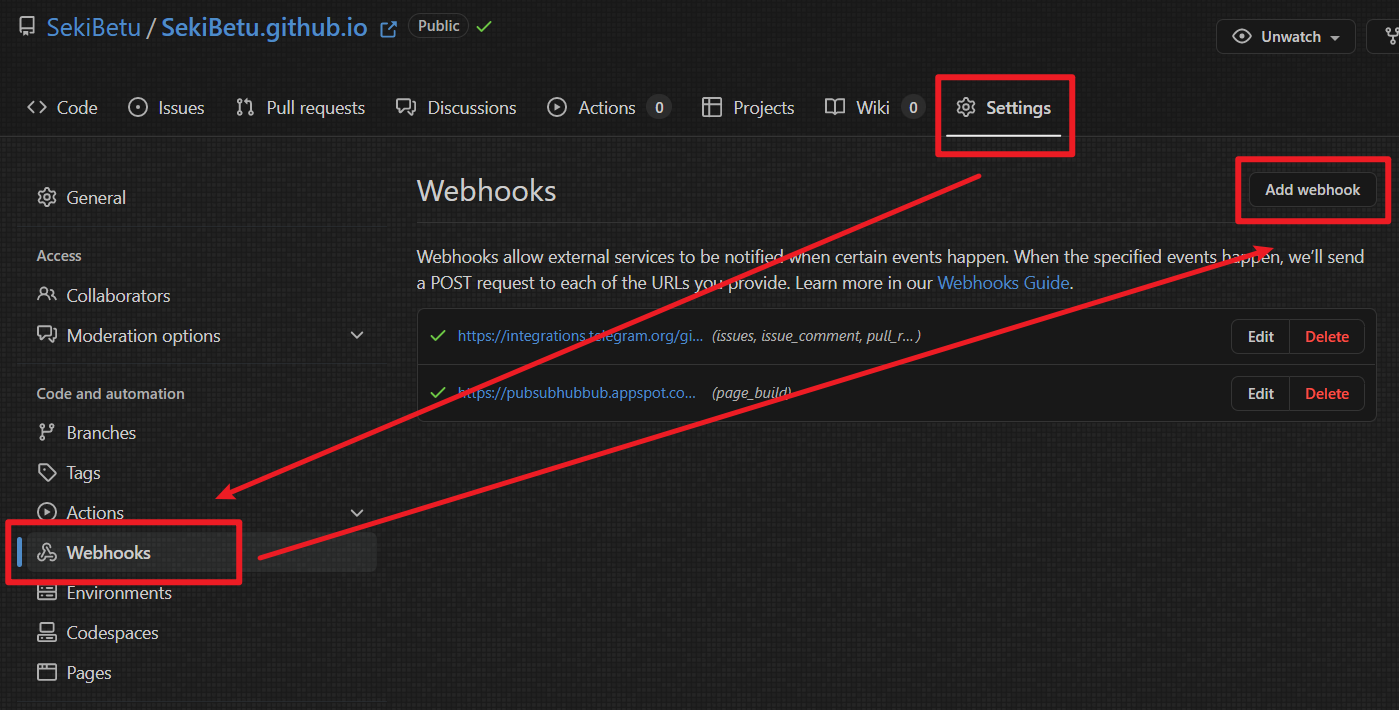 SekiBetu / SekiBetu.github.io Public
Unwatch
Code Issues Pull requests Discussions Actions 0 Projects Wiki 0 Settings
General
Access
Collaborators
Moderation options
Code and automation
Branches
Tags
Actions
Webhooks
Environments
Codespaces
Pages
Webhooks
Add webhook
Webhooks allow external services to be notified when certain events happen. When the specified events happen, we’ll send
a POST request to each of the URLs you provide. Learn more in our Webhooks Guide.
https://integrations.telegram.org/gi... (issues, issue_comment, pull_r...) Edit Delete
https://pubsubhubbub.appspot.co... (page_build) Edit Delete